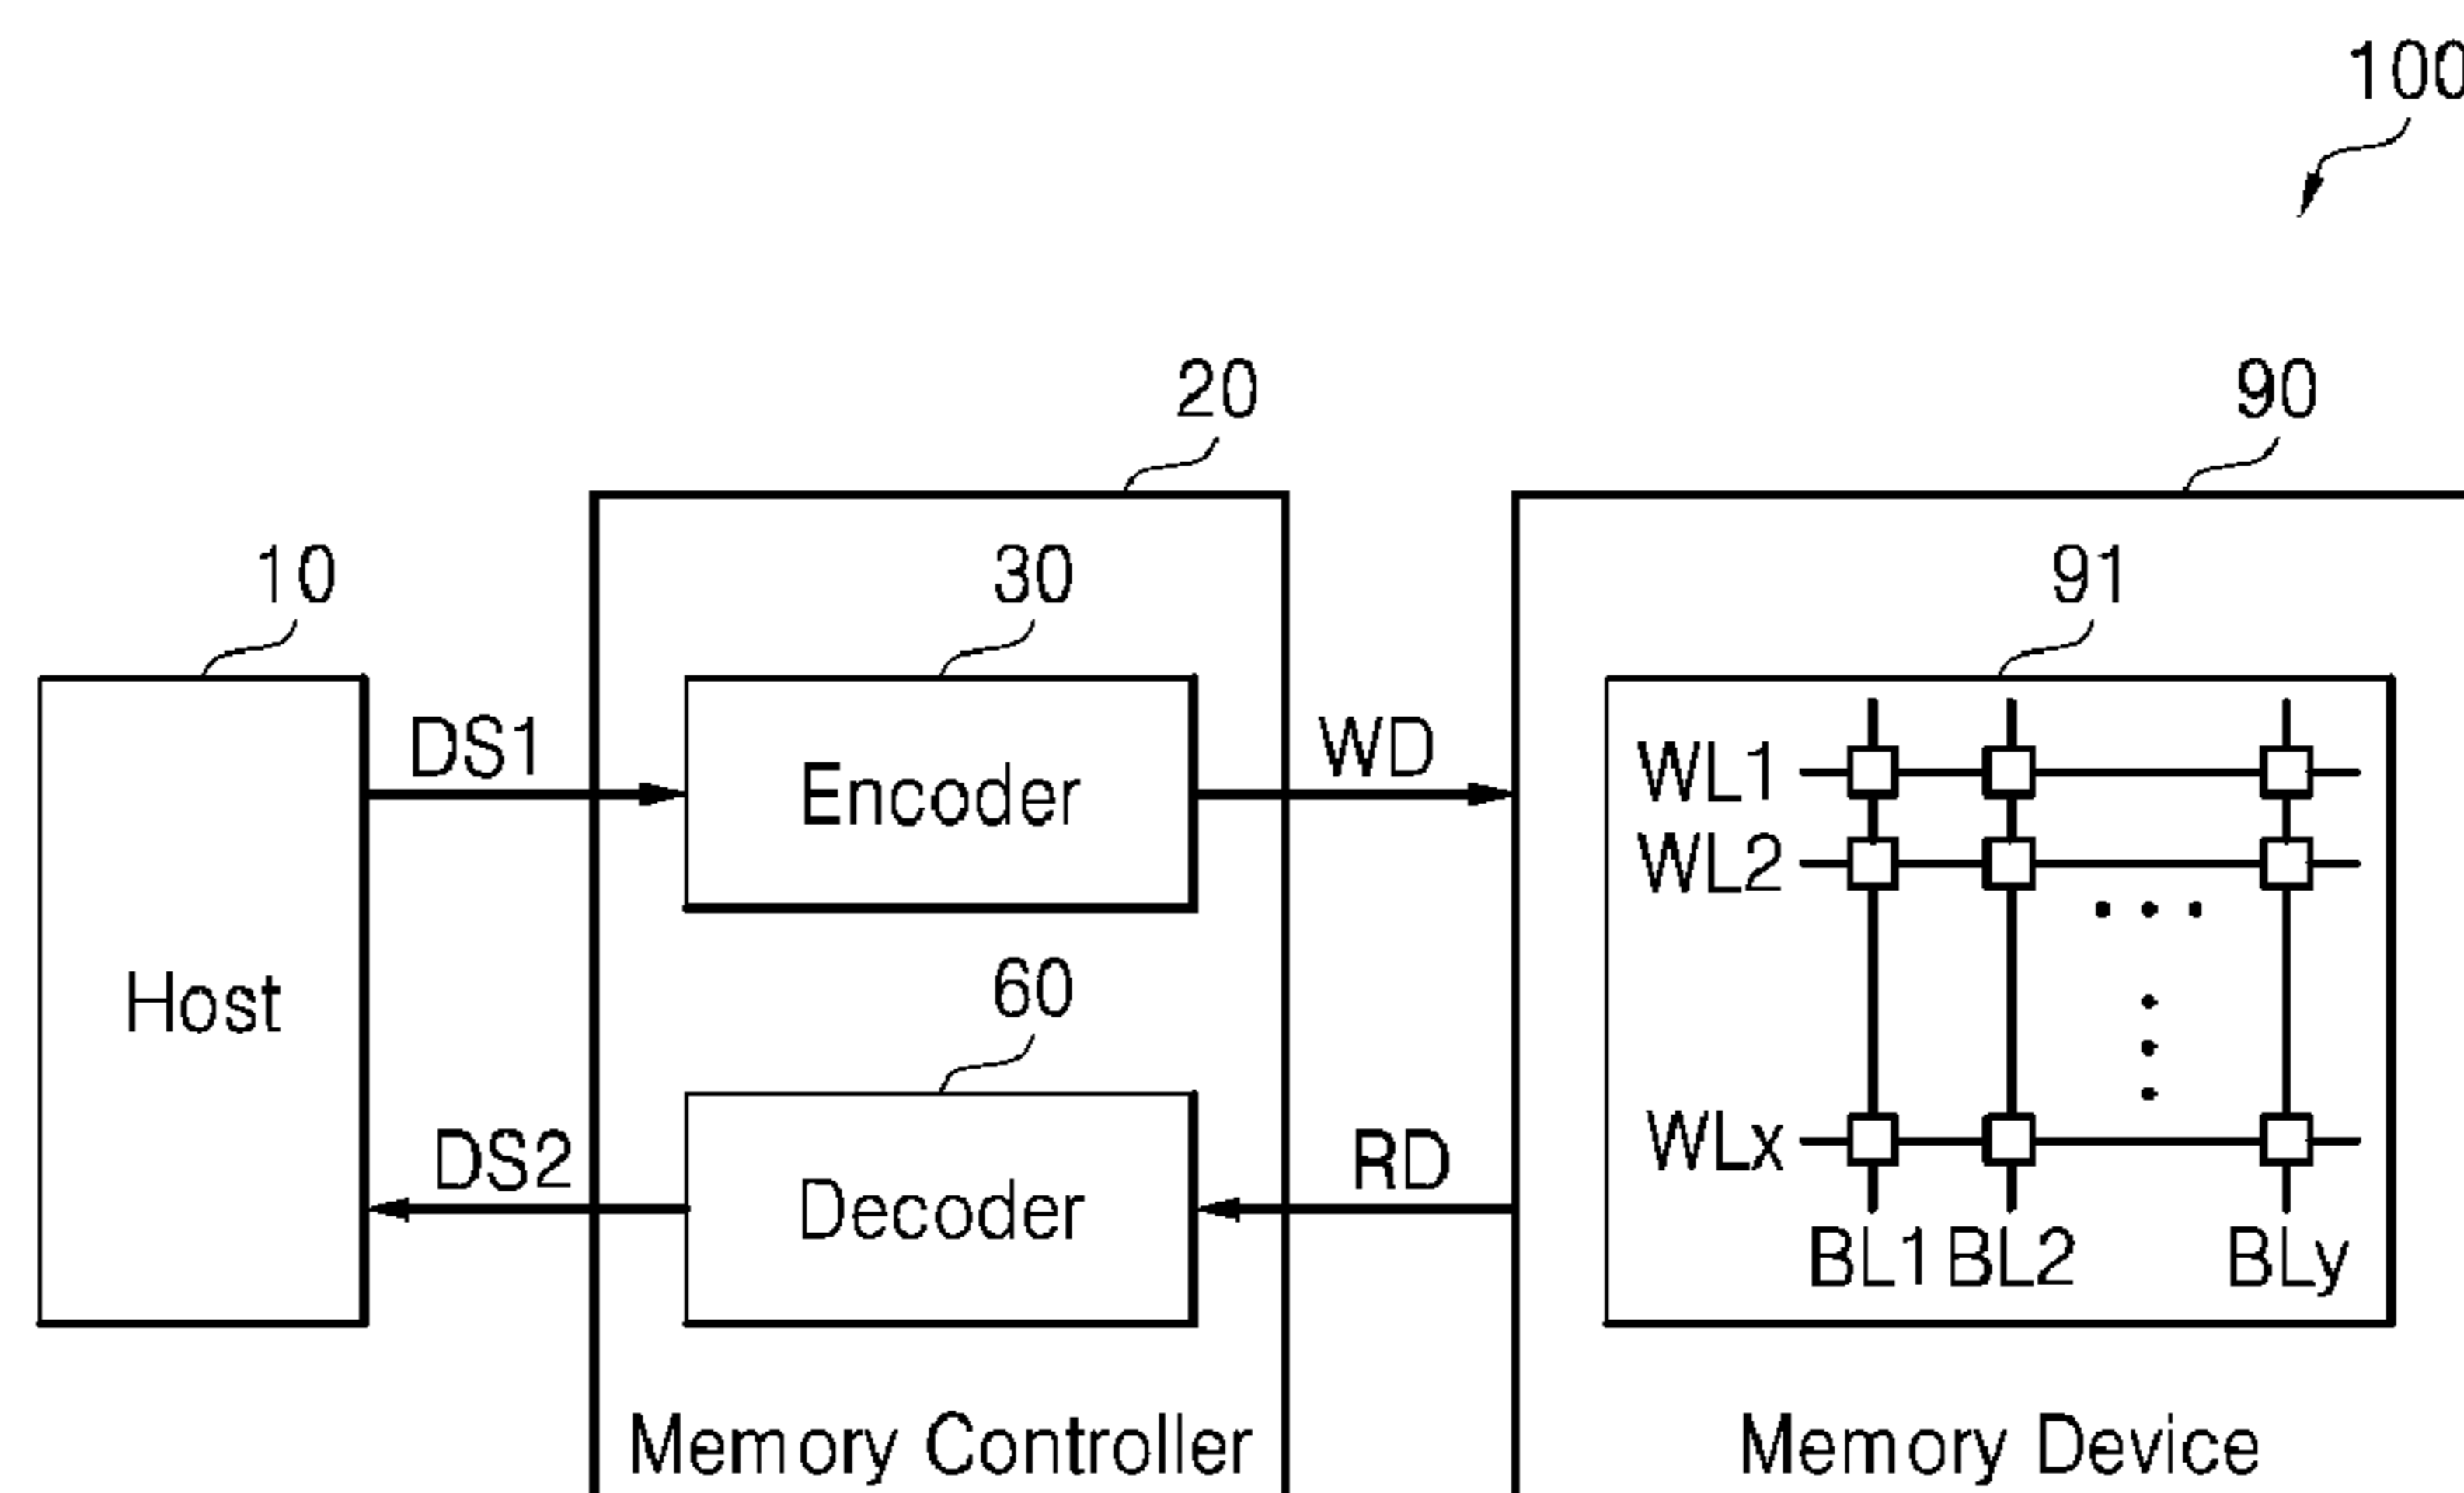 100
20
90
10
30
91
DS1
Encoder
WD
WL1
WL2
Host
60
DS2
Decoder
RD
WLx
BL1 BL2 BLy
Memory Controller
Memory Device